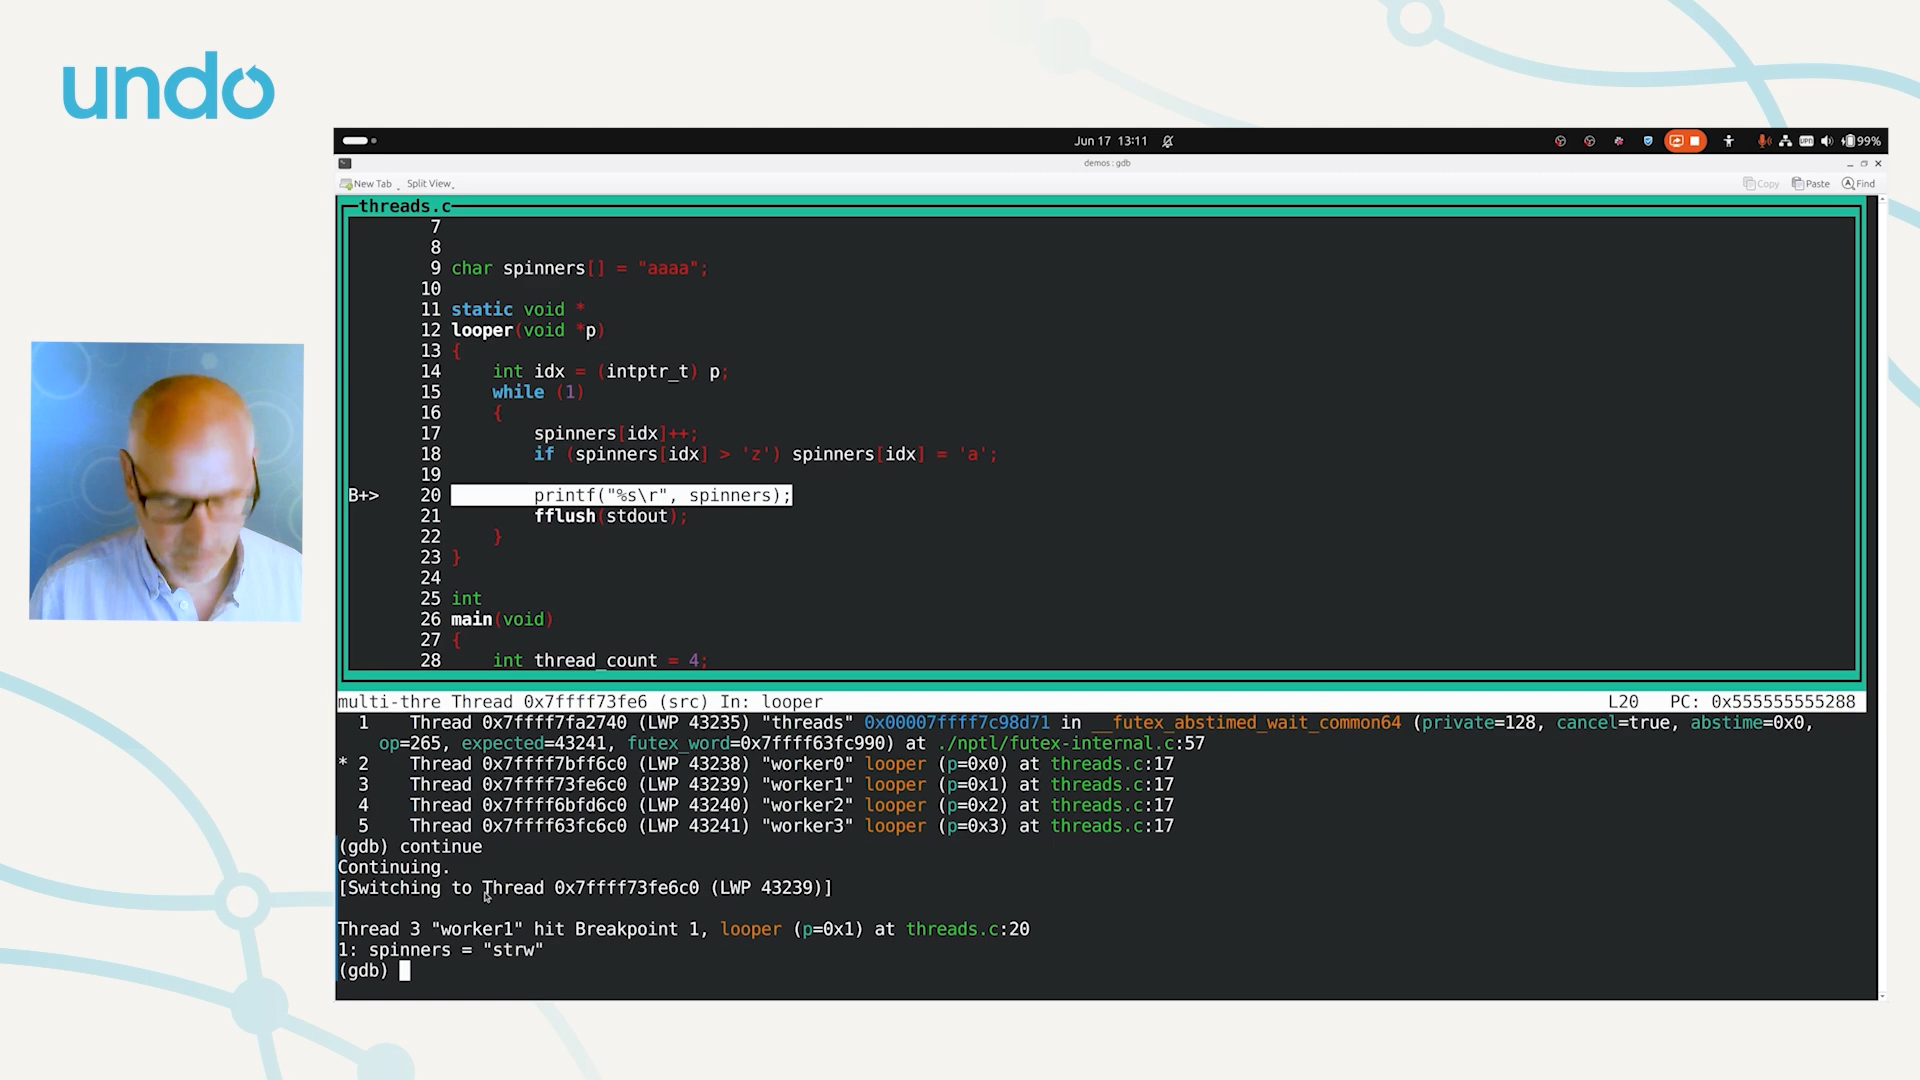 undo
Jun 17 13:11
99%
demos : gdb
New Tab Split View
Copy Paste Find
threads.c
7
8
9 char spinners[] = "aaaa";
10
11 static void *
12 looper(void *p)
13 {
14 int idx = (intptr_t) p;
15 while (1)
16 {
17 spinners[idx]++;
18 if (spinners[idx] > 'z') spinners[idx] = 'a';
19
B+> 20 printf("%s\r", spinners);
21 fflush(stdout);
22 }
23 }
24
25 int
26 main(void)
27 {
28 int thread_count = 4;
multi-thre Thread 0x7ffff73fe6 (src) In: looper L20 PC: 0x555555555288
1 Thread 0x7ffff7fa2740 (LWP 43235) "threads" 0x00007ffff7c98d71 in __futex_abstimed_wait_common64 (private=128, cancel=true, abstime=0x0,
op=265, expected=43241, futex_word=0x7ffff63fc990) at ./nptl/futex-internal.c:57
* 2 Thread 0x7ffff7bff6c0 (LWP 43238) "worker0" looper (p=0x0) at threads.c:17
3 Thread 0x7ffff73fe6c0 (LWP 43239) "worker1" looper (p=0x1) at threads.c:17
4 Thread 0x7ffff6bfd6c0 (LWP 43240) "worker2" looper (p=0x2) at threads.c:17
5 Thread 0x7ffff63fc6c0 (LWP 43241) "worker3" looper (p=0x3) at threads.c:17
(gdb) continue
Continuing.
[Switching to Thread 0x7ffff73fe6c0 (LWP 43239)]
Thread 3 "worker1" hit Breakpoint 1, looper (p=0x1) at threads.c:20
1: spinners = "strw"
(gdb)